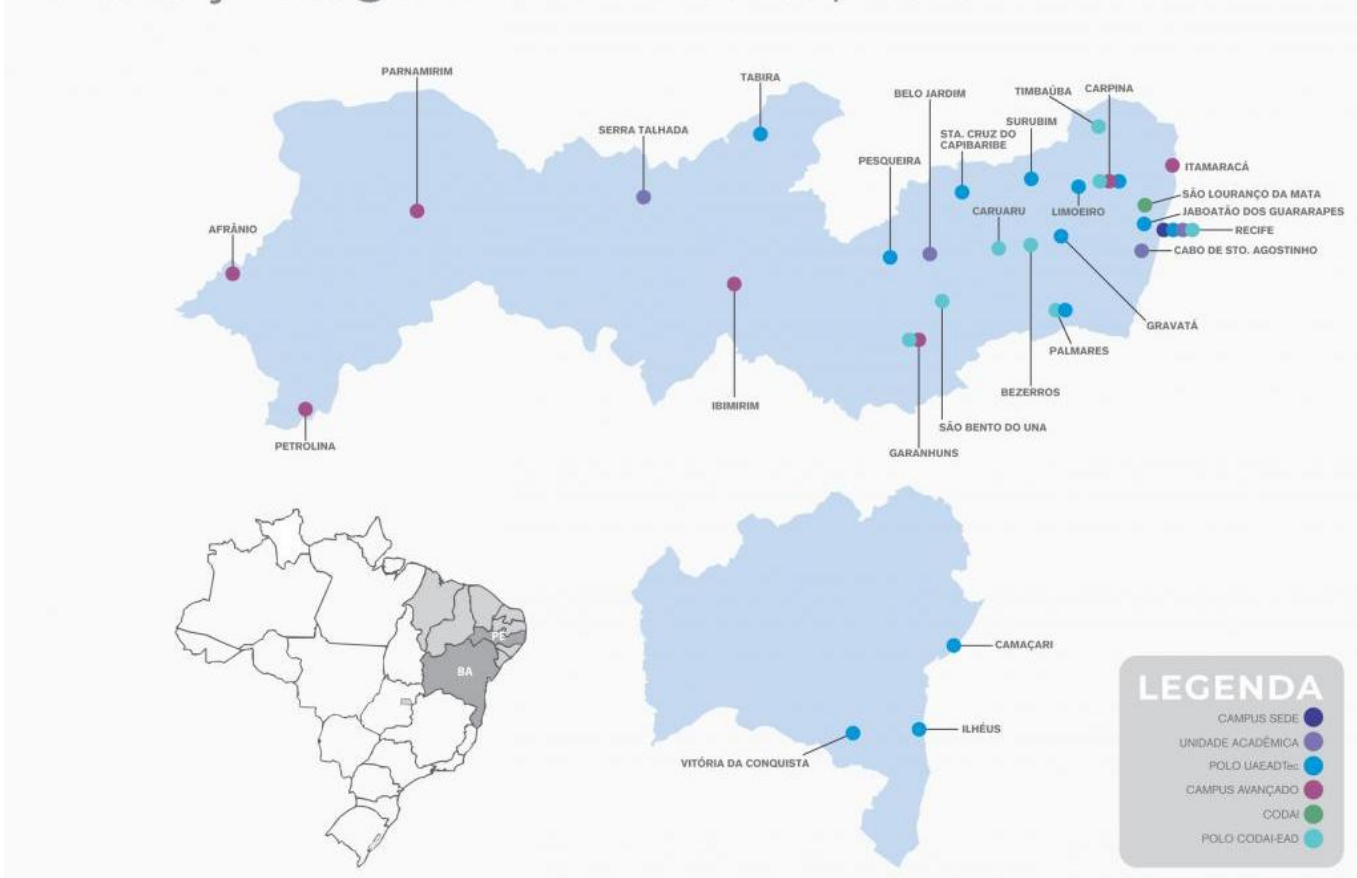 PARNAMIRIM
TABIRA
BELO JARDIM
TIMBAÚBA
CARPINA
SERRA TALHADA
SURUBIM
STA. CRUZ DO
CAPIBARIBE
PESQUEIRA
ITAMARACÁ
SÃO LOURANÇO DA MATA
AFRÂNIO
CARUARU
LIMOEIRO
JABOATÃO DOS GUARARAPES
RECIFE
CABO DE STO. AGOSTINHO
GRAVATÁ
PALMARES
BEZERROS
IBIMIRIM
SÃO BENTO DO UNA
PETROLINA
GARANHUNS
PE
BA
CAMAÇARI
ILHÉUS
VITÓRIA DA CONQUISTA
LEGENDA
CAMPUS SEDE
UNIDADE ACADÊMICA
POLO UAEADTec
CAMPUS AVANÇADO
CODAI
POLO CODAI-EAD